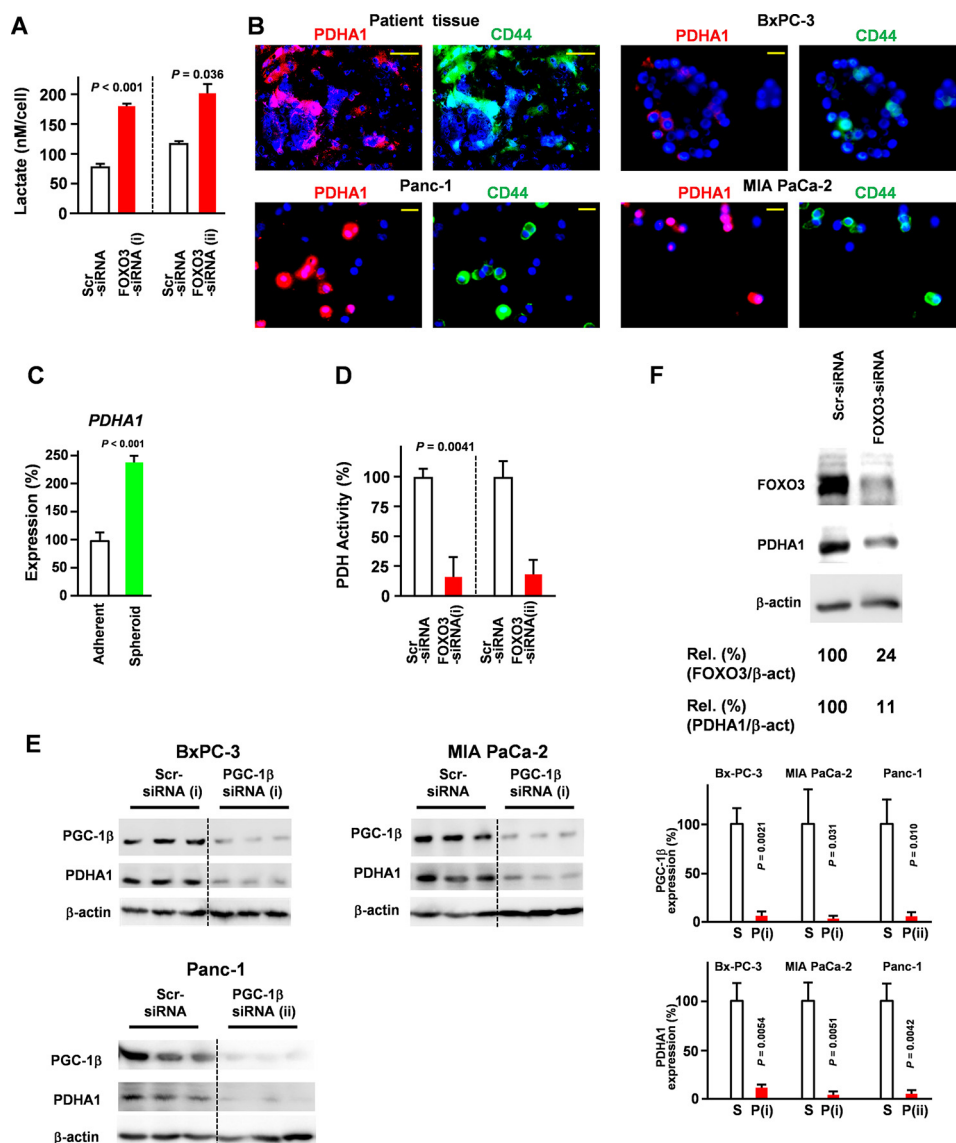 A
Lactate (nM/cell)
200
150
100
50
0
P < 0.001
P = 0.036
Scr
-siRNA
FOXO3
-siRNA (i)
Scr
-siRNA
FOXO3
-siRNA (ii)
B
Patient tissue
BxPC-3
PDHA1
CD44
PDHA1
CD44
Panc-1
MIA PaCa-2
PDHA1
CD44
PDHA1
CD44
C
PDHA1
P < 0.001
Expression (%)
250
200
150
100
50
0
Adherent
Spheroid
D
P = 0.0041
PDH Activity (%)
100
75
50
25
0
Scr
-siRNA
FOXO3
-siRNA(i)
Scr
-siRNA
FOXO3
-siRNA(ii)
F
Scr-siRNA
FOXO3-siRNA
FOXO3
PDHA1
β-actin
Rel. (%) 100 24
(FOXO3/β-act)
Rel. (%) 100 11
(PDHA1/β-act)
E
BxPC-3
Scr-
siRNA (i)
PGC-1β
siRNA (i)
PGC-1β
PDHA1
β-actin
MIA PaCa-2
Scr-
siRNA
PGC-1β
siRNA (i)
PGC-1β
PDHA1
β-actin
Panc-1
Scr-
siRNA
PGC-1β
siRNA (ii)
PGC-1β
PDHA1
β-actin
Bx-PC-3 MIA PaCa-2 Panc-1
PGC-1β
expression (%)
100
50
0
P = 0.0021
P = 0.031
P = 0.010
S P(i) S P(i) S P(ii)
Bx-PC-3 MIA PaCa-2 Panc-1
PDHA1
expression (%)
100
50
0
P = 0.0054
P = 0.0051
P = 0.0042
S P(i) S P(i) S P(ii)